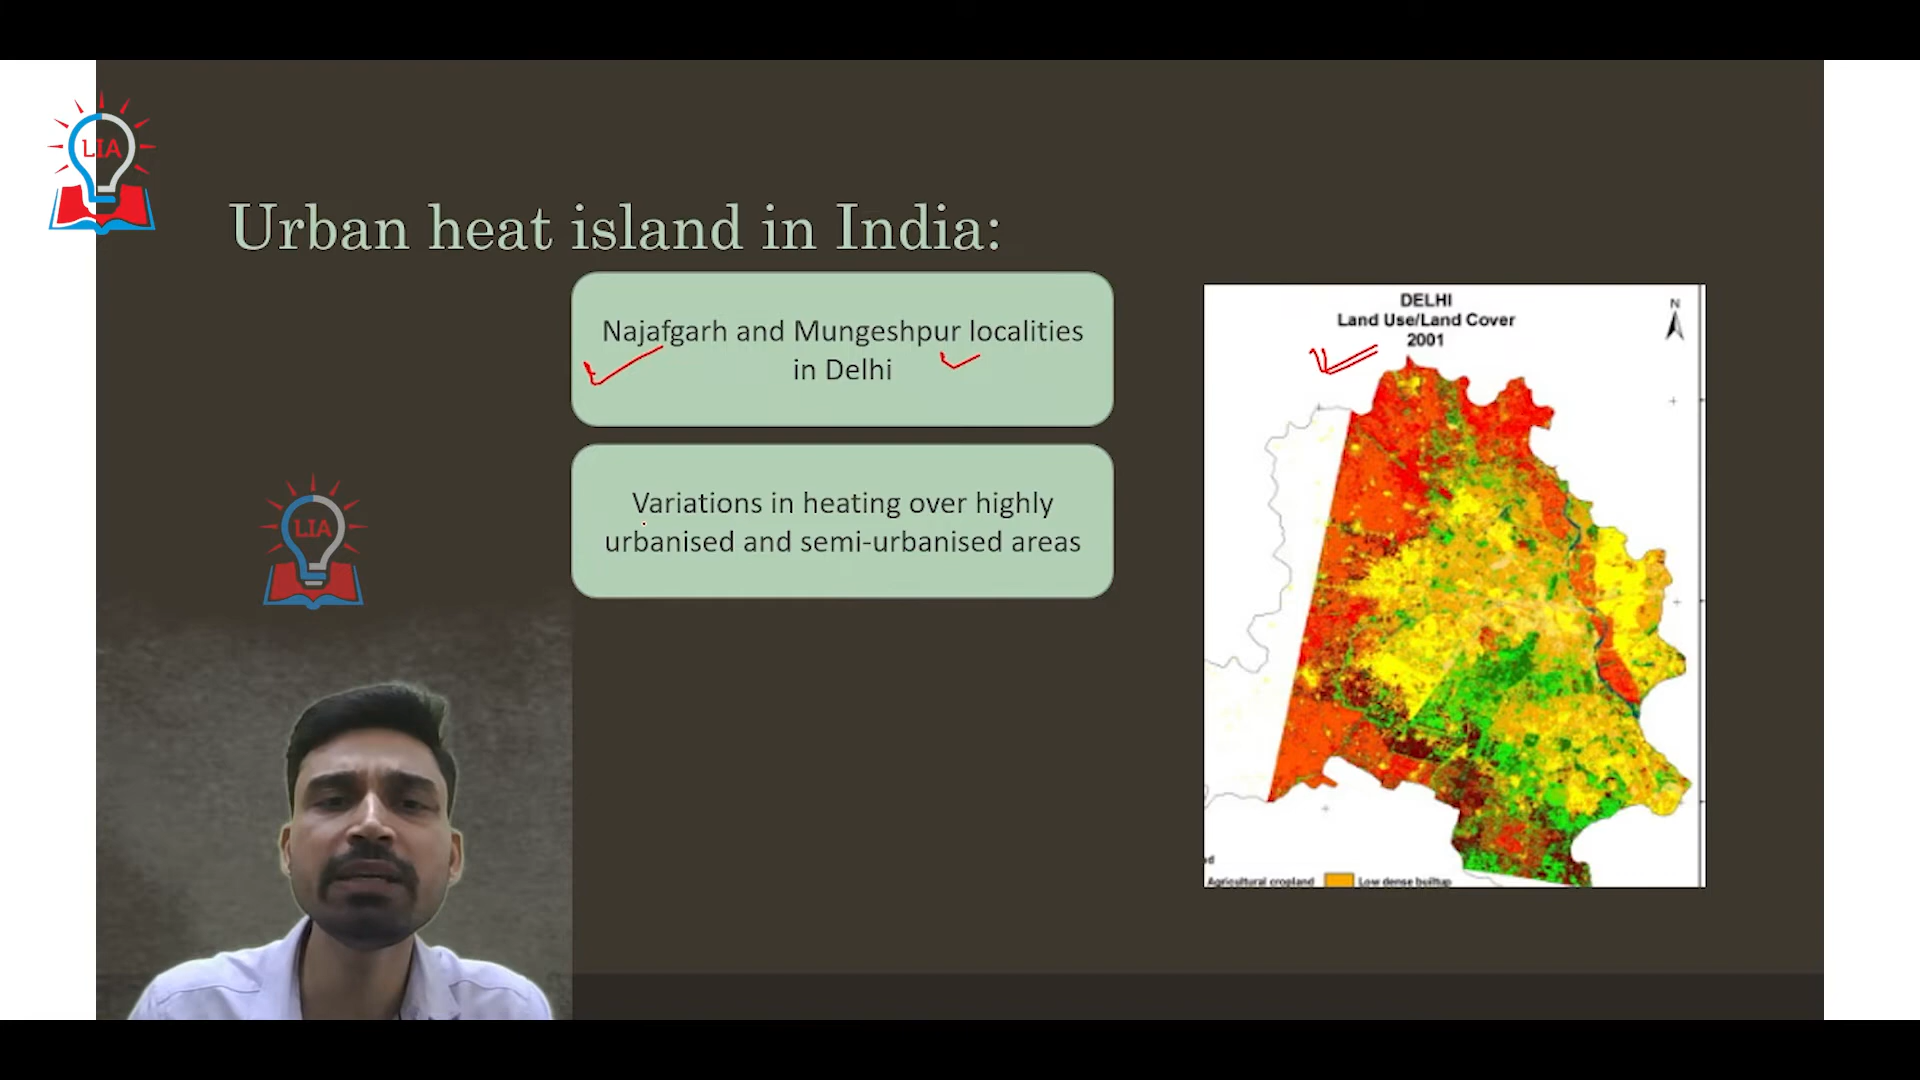 LIA
Urban heat island in India:
Najafgarh and Mungeshpur localities
in Delhi
Variations in heating over highly
urbanised and semi-urbanised areas
LIA
DELHI
Land Use/Land Cover
2001
N
Agricultural cropland Low dense builtup